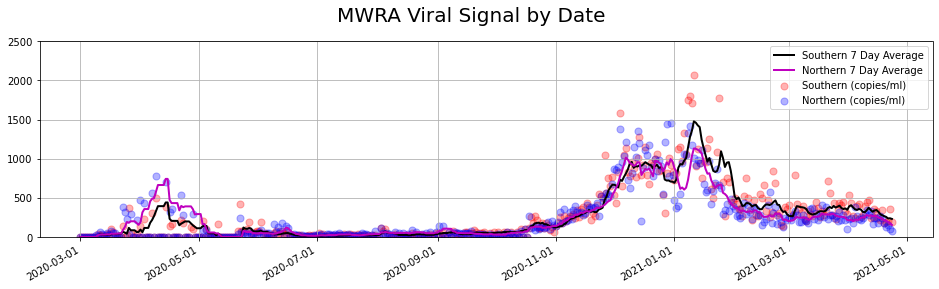 MWRA Viral Signal by Date
2500
2000
1500
1000
500
0
Southern 7 Day Average
Northern 7 Day Average
Southern (copies/ml)
Northern (copies/ml)
2020-03-01
2020-05-01
2020-07-01
2020-09-01
2020-11-01
2021-01-01
2021-03-01
2021-05-01